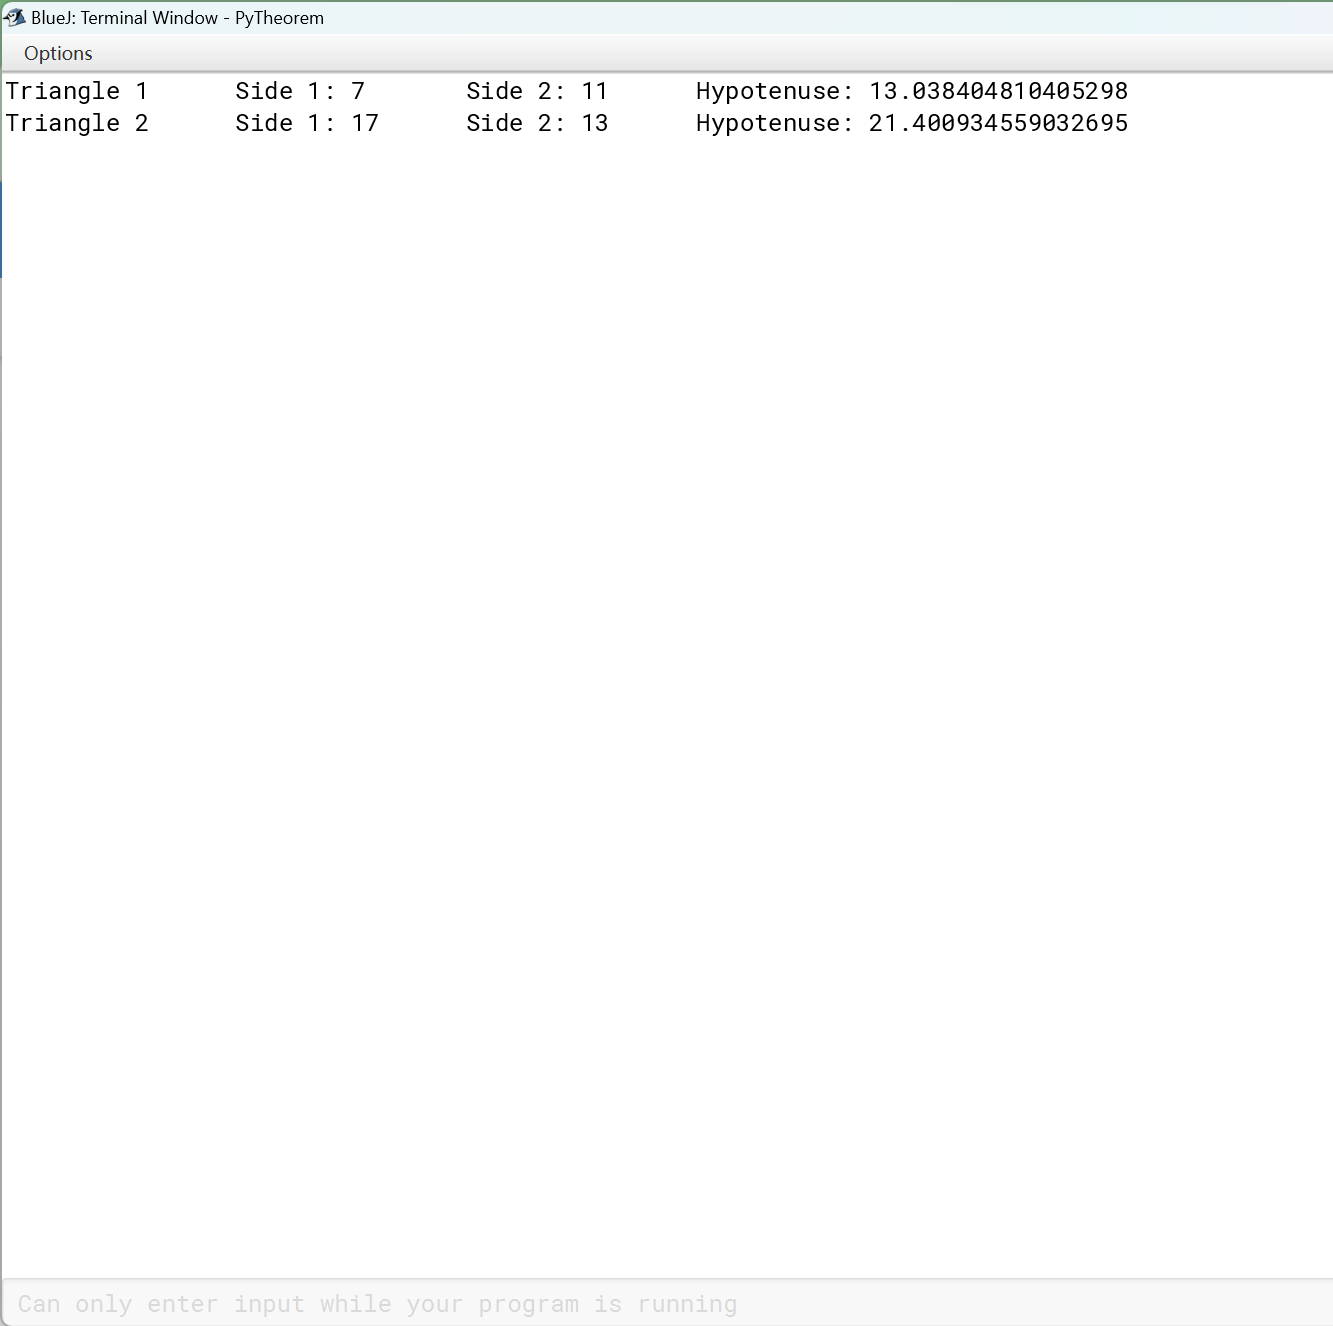 BlueJ: Terminal Window - PyTheorem
Options
Triangle 1      Side 1: 7       Side 2: 11      Hypotenuse: 13.038404810405298
Triangle 2      Side 1: 17      Side 2: 13      Hypotenuse: 21.400934559032695
Can only enter input while your program is running